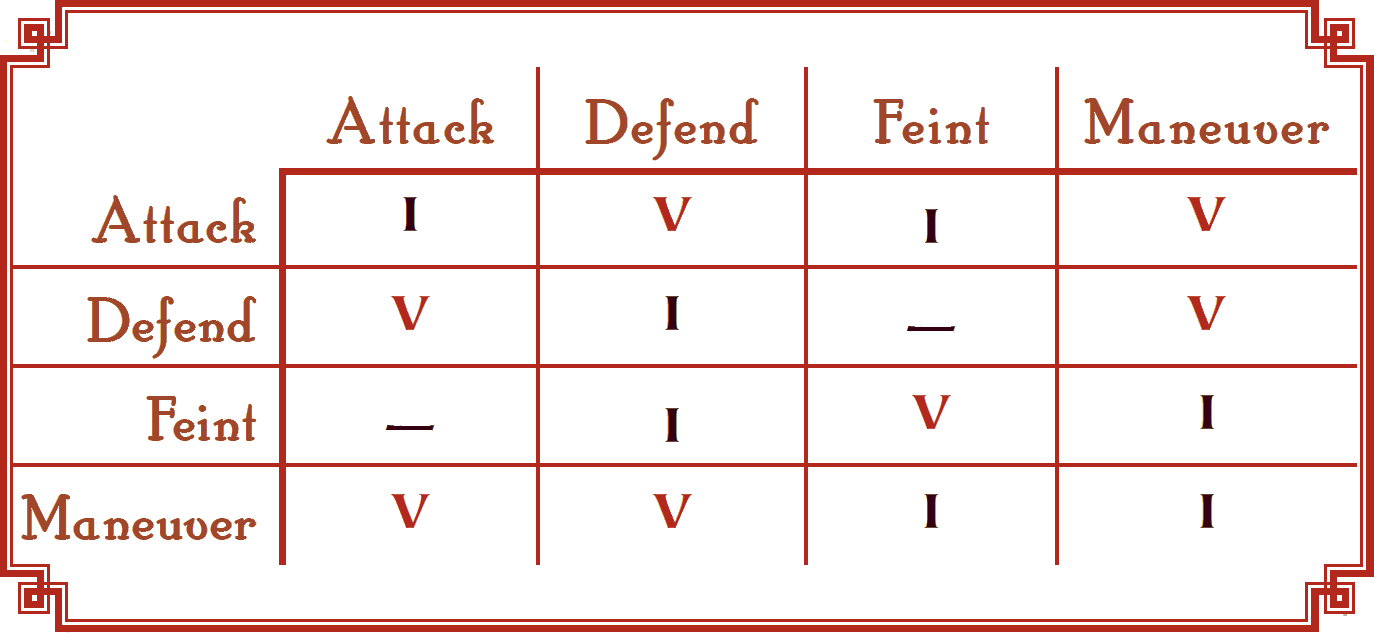 Attack Defend Feint Maneuver
Attack I V I V
Defend V I — V
Feint — I V I
Maneuver V V I I